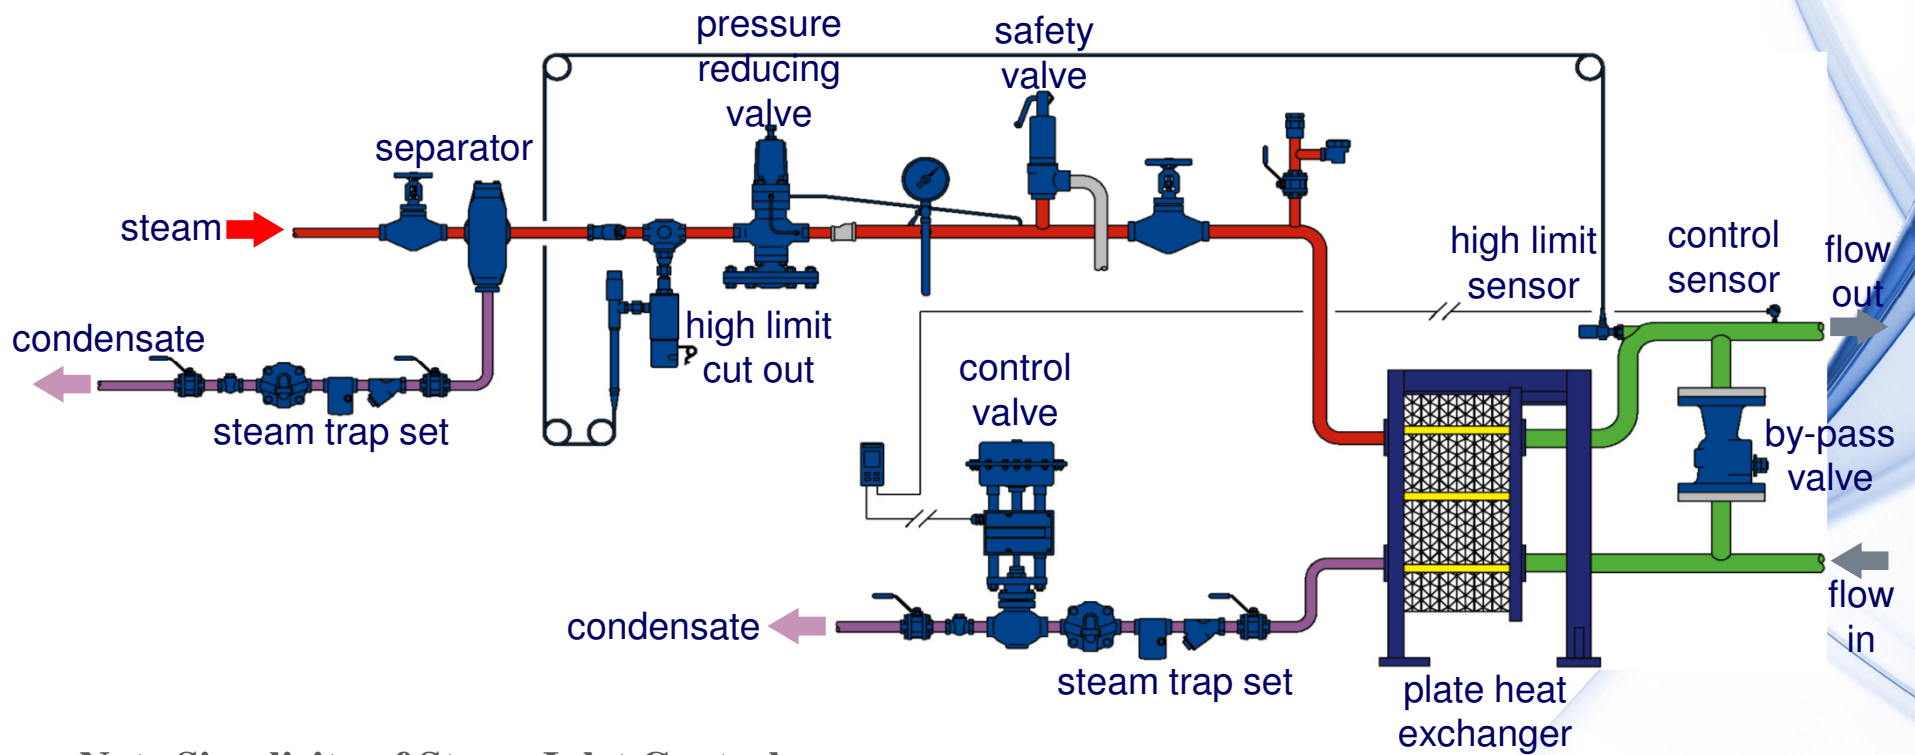 pressure
reducing
valve
safety
valve
separator
steam
high limit
sensor
control
sensor
flow
out
condensate
high limit
cut out
steam trap set
control
valve
by-pass
valve
flow
in
condensate
steam trap set
plate heat
exchanger